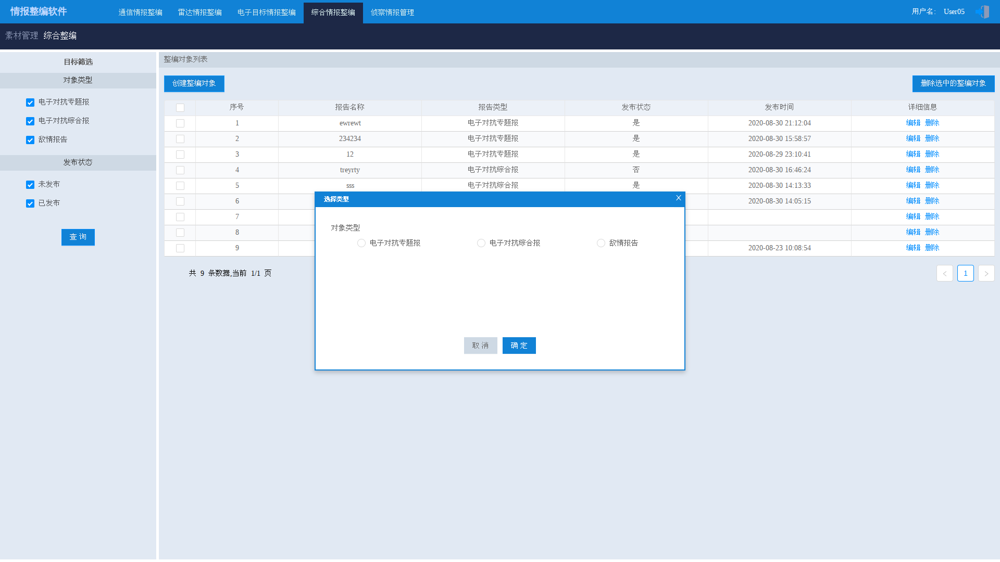 情报整编软件 通信情报整编 雷达情报整编 电子目标情报整编 综合情报整编 侦察情报管理 用户名: User05
素材管理 综合整编
目标筛选
对象类型
电子对抗专题报
电子对抗综合报
敌情报告
发布状态
未发布
已发布
查 询
整编对象列表
创建整编对象 删除选中的整编对象
序号 报告名称 报告类型 发布状态 发布时间 详细信息
1 ewrewt 电子对抗专题报 是 2020-08-30 21:12:04 编辑 删除
2 234234 电子对抗专题报 是 2020-08-30 15:58:57 编辑 删除
3 12 电子对抗专题报 是 2020-08-29 23:10:41 编辑 删除
4 treyrty 电子对抗综合报 否 2020-08-30 16:46:24 编辑 删除
5 sss 电子对抗综合报 是 2020-08-30 14:13:33 编辑 删除
6 2020-08-30 14:05:15 编辑 删除
7 编辑 删除
8 编辑 删除
9 2020-08-23 10:08:54 编辑 删除
共 9 条数据,当前 1/1 页 < 1 >
选择类型 X
对象类型
电子对抗专题报 电子对抗综合报 敌情报告
取 消 确 定